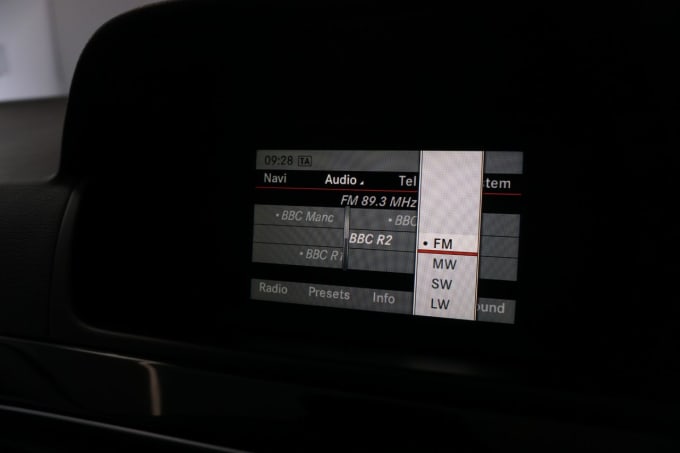 09:28 TA
Navi Audio Tel stem
FM 89.3 MHz
• BBC Manc • BBC
BBC R2
• BBC R1
• FM
MW
SW
LW
Radio Presets Info ound